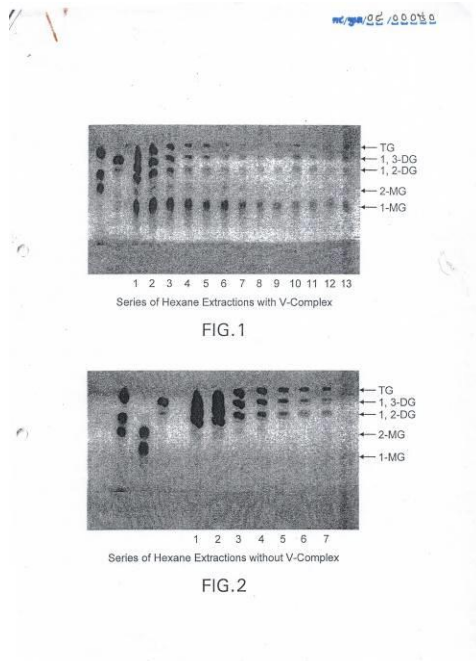 TG
1, 3-DG
1, 2-DG
2-MG
1-MG
1 2 3 4 5 6 7 8 9 10 11 12 13
Series of Hexane Extractions with V-Complex
FIG.1
TG
1, 3-DG
1, 2-DG
2-MG
1-MG
1 2 3 4 5 6 7
Series of Hexane Extractions without V-Complex
FIG.2